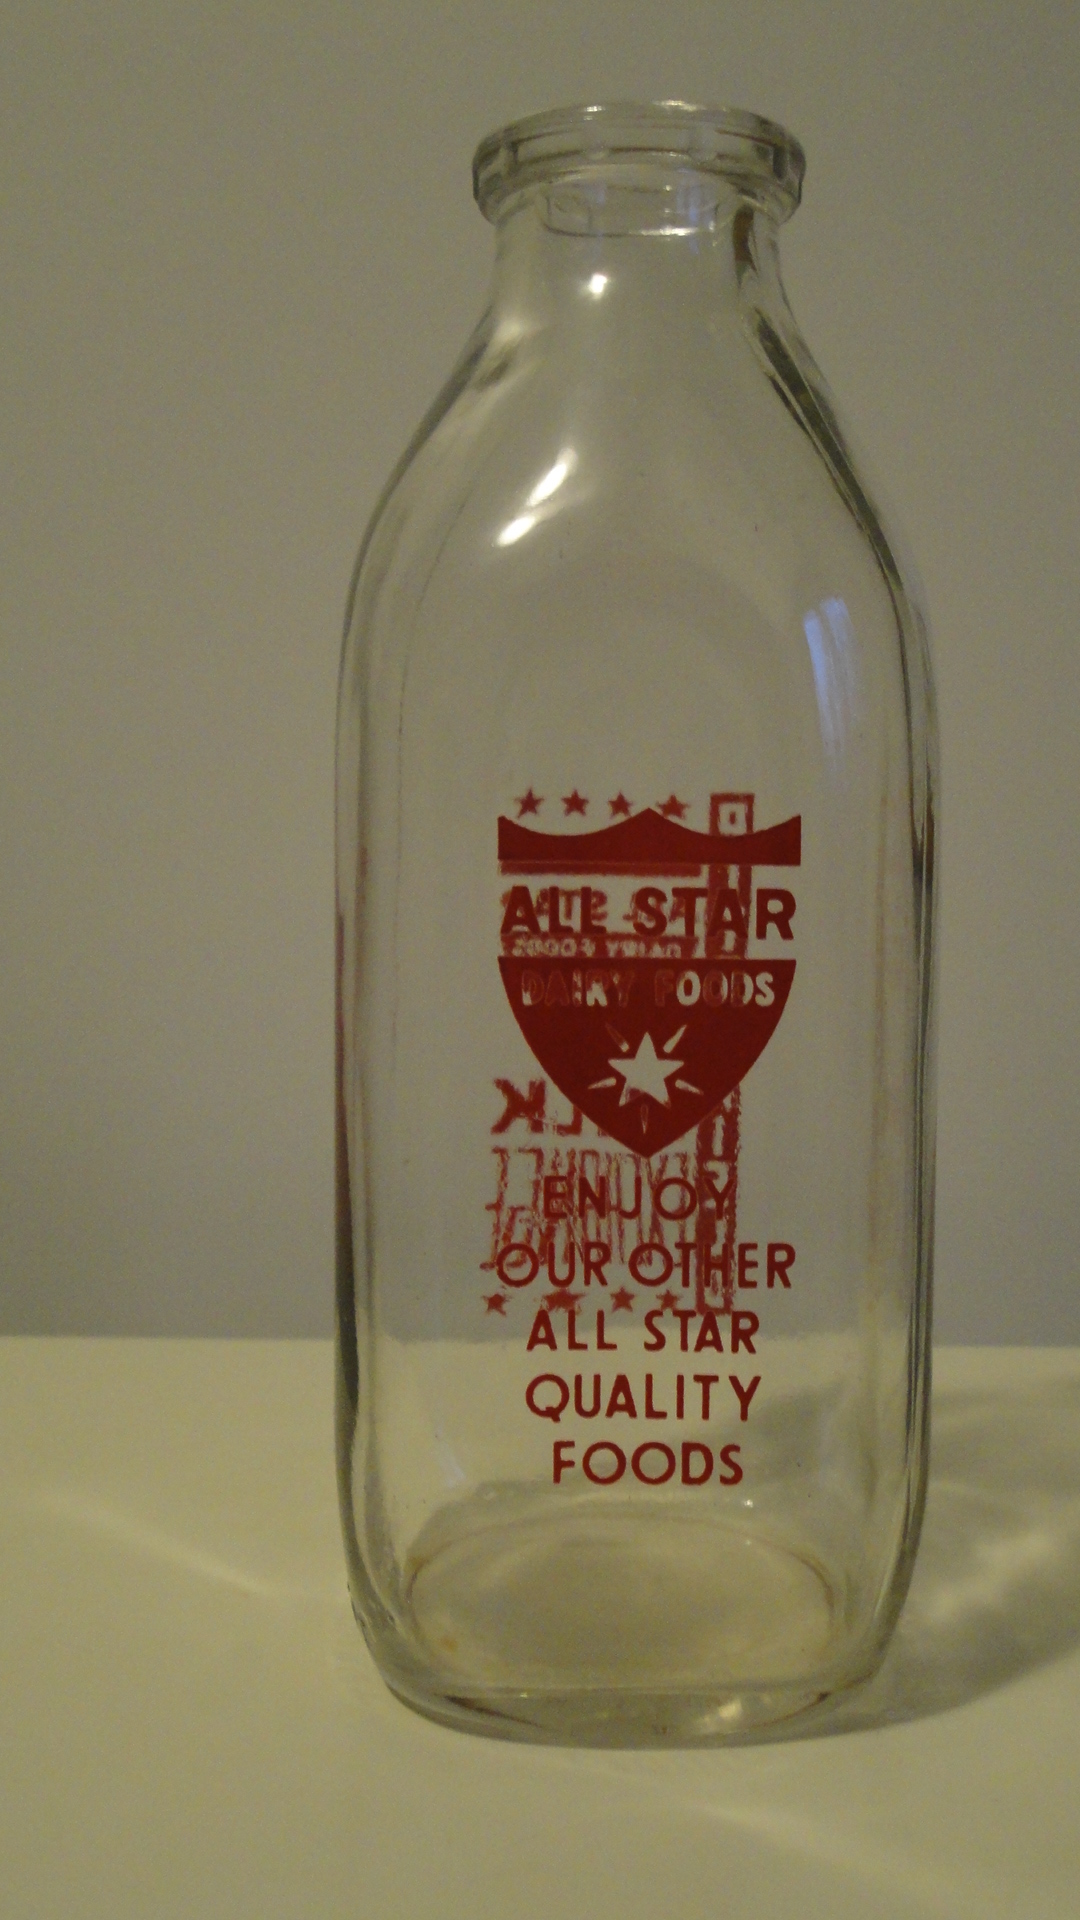 ALL STAR
DAIRY FOODS
ENJOY
OUR OTHER
ALL STAR
QUALITY
FOODS